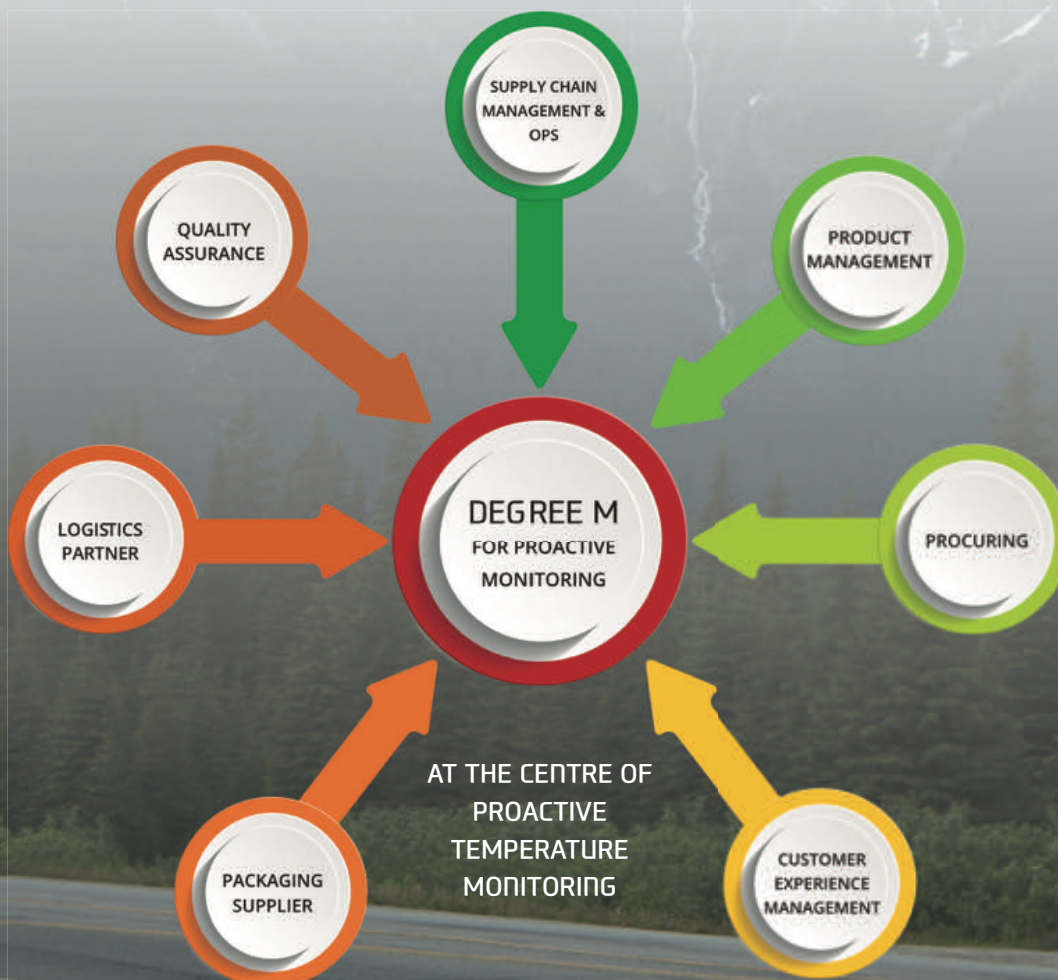 SUPPLY CHAIN
MANAGEMENT &
OPS
QUALITY
ASSURANCE
PRODUCT
MANAGEMENT
LOGISTICS
PARTNER
DEGREE M
FOR PROACTIVE
MONITORING
PROCURING
AT THE CENTRE OF
PROACTIVE
TEMPERATURE
MONITORING
PACKAGING
SUPPLIER
CUSTOMER
EXPERIENCE
MANAGEMENT